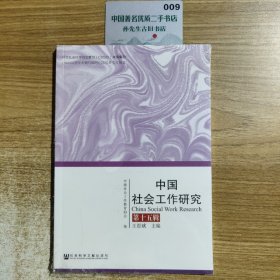 009
中国著名优质二手书店
孙先生古旧书店
中国
社会工作研究
China Social Work Research
第十五辑
王思斌 主编
社会科学文献出版社